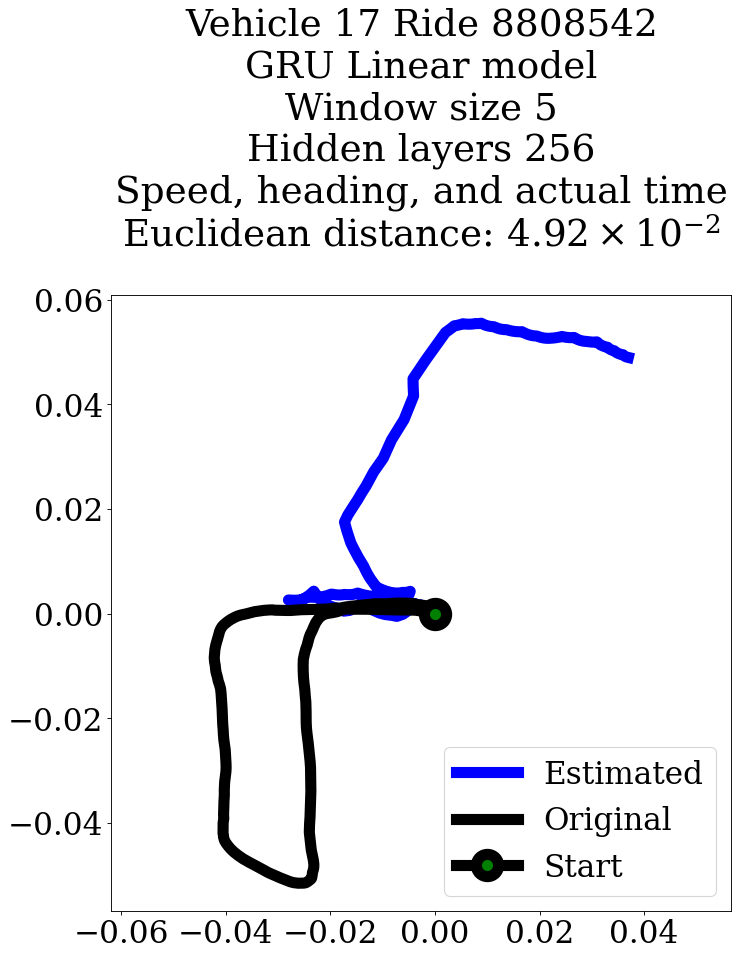 Vehicle 17 Ride 8808542
GRU Linear model
Window size 5
Hidden layers 256
Speed, heading, and actual time
Euclidean distance: 4.92 × 10⁻²
0.06
0.04
0.02
0.00
−0.02
−0.04
Estimated
Original
Start
−0.06 −0.04 −0.02 0.00 0.02 0.04